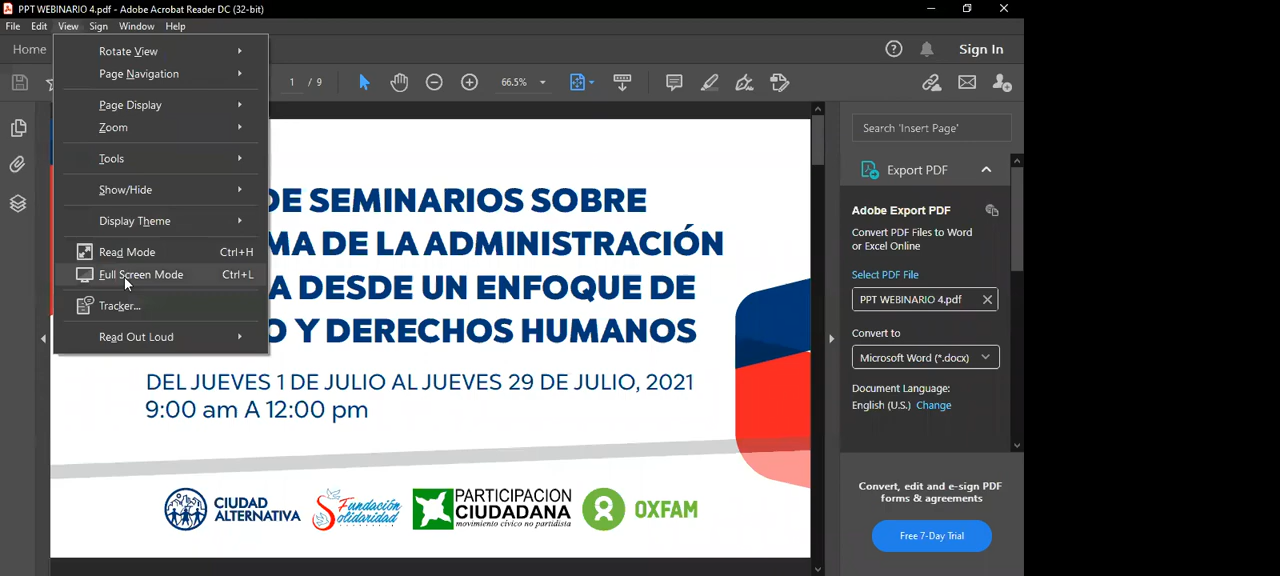 PPT WEBINARIO 4.pdf - Adobe Acrobat Reader DC (32-bit)
File Edit View Sign Window Help
Home
Sign In
Rotate View
Page Navigation
Page Display
Zoom
Tools
Show/Hide
Display Theme
Read Mode Ctrl+H
Full Screen Mode Ctrl+L
Tracker...
Read Out Loud
1 / 9
66.5%
DE SEMINARIOS SOBRE
MA DE LA ADMINISTRACIÓN
A DESDE UN ENFOQUE DE
O Y DERECHOS HUMANOS
DEL JUEVES 1 DE JULIO AL JUEVES 29 DE JULIO, 2021
9:00 am A 12:00 pm
CIUDAD
ALTERNATIVA
Fundación
Solidaridad
PARTICIPACION
CIUDADANA
movimiento cívico no partidista
OXFAM
Search 'Insert Page'
Export PDF
Adobe Export PDF
Convert PDF Files to Word
or Excel Online
Select PDF File
PPT WEBINARIO 4.pdf
Convert to
Microsoft Word (*.docx)
Document Language:
English (U.S.) Change
Convert, edit and e-sign PDF
forms & agreements
Free 7-Day Trial